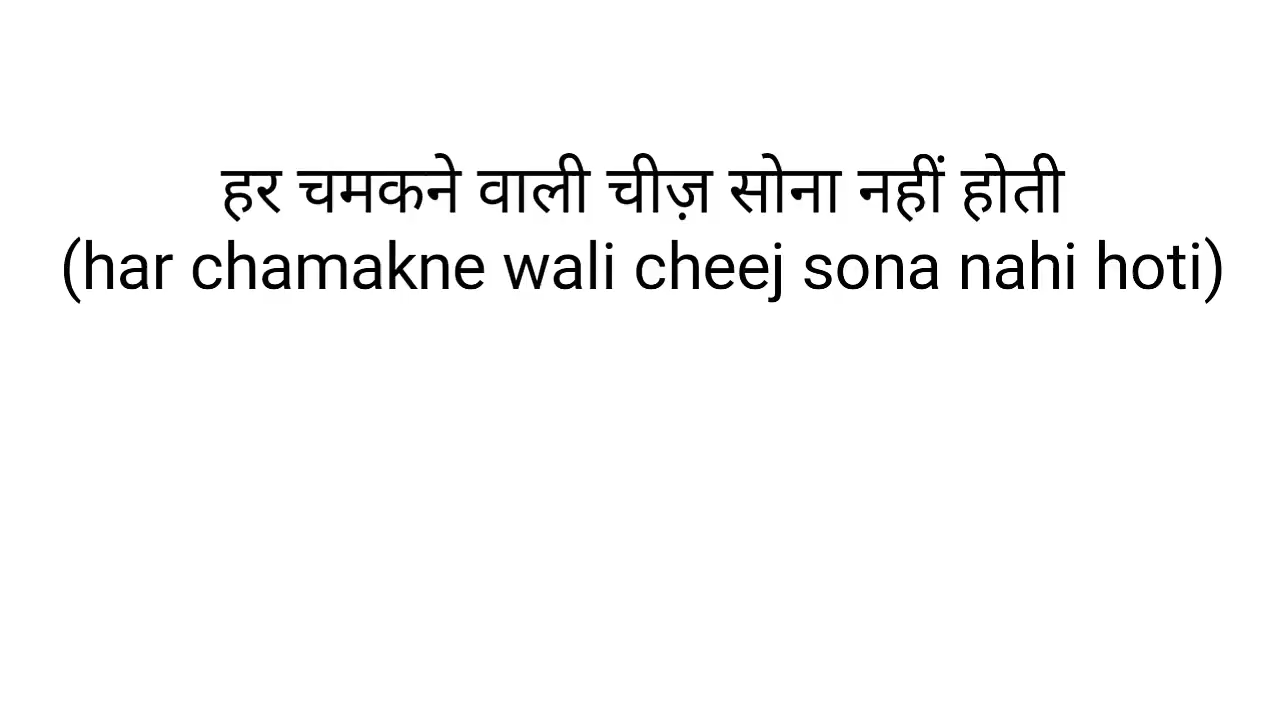 हर चमकने वाली चीज़ सोना नहीं होती
(har chamakne wali cheej sona nahi hoti)